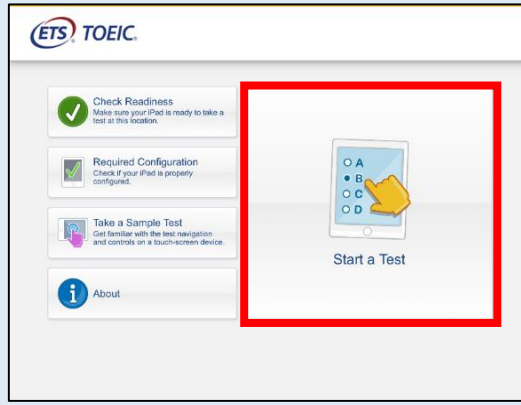 ETS TOEIC.
Check Readiness
Make sure your iPad is ready to take a
test at this location.
Required Configuration
Check if your iPad is properly
configured.
Take a Sample Test
Get familiar with the test navigation
and controls on a touch-screen device.
About
A
B
C
D
Start a Test